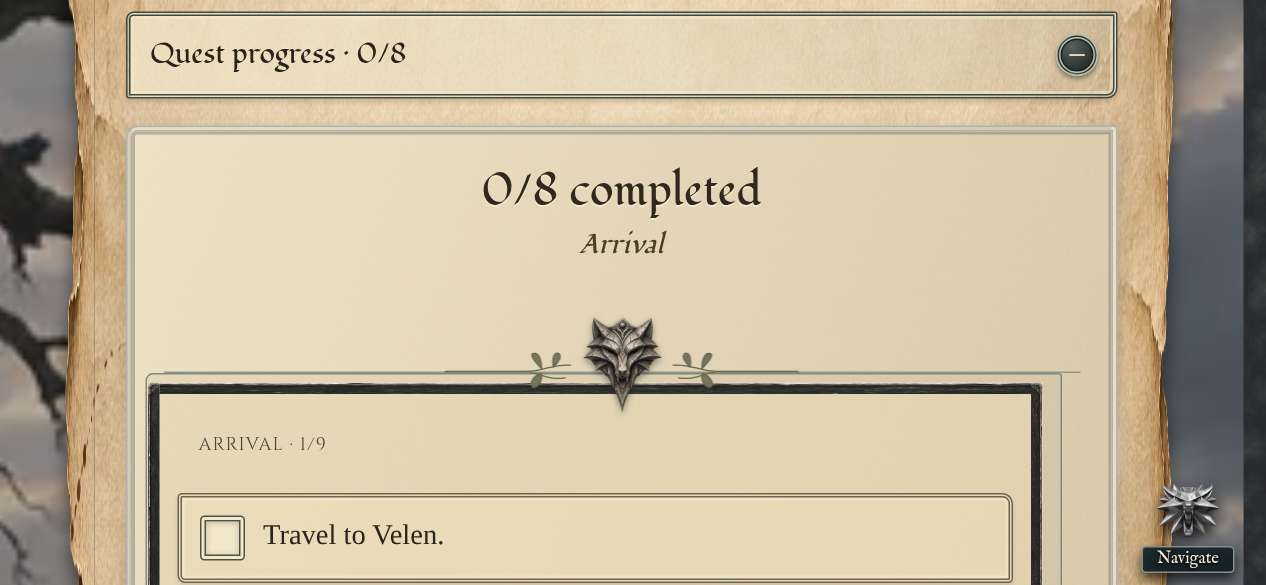 Quest progress · 0/8
0/8 completed
Arrival
ARRIVAL · 1/9
Travel to Velen.
Navigate